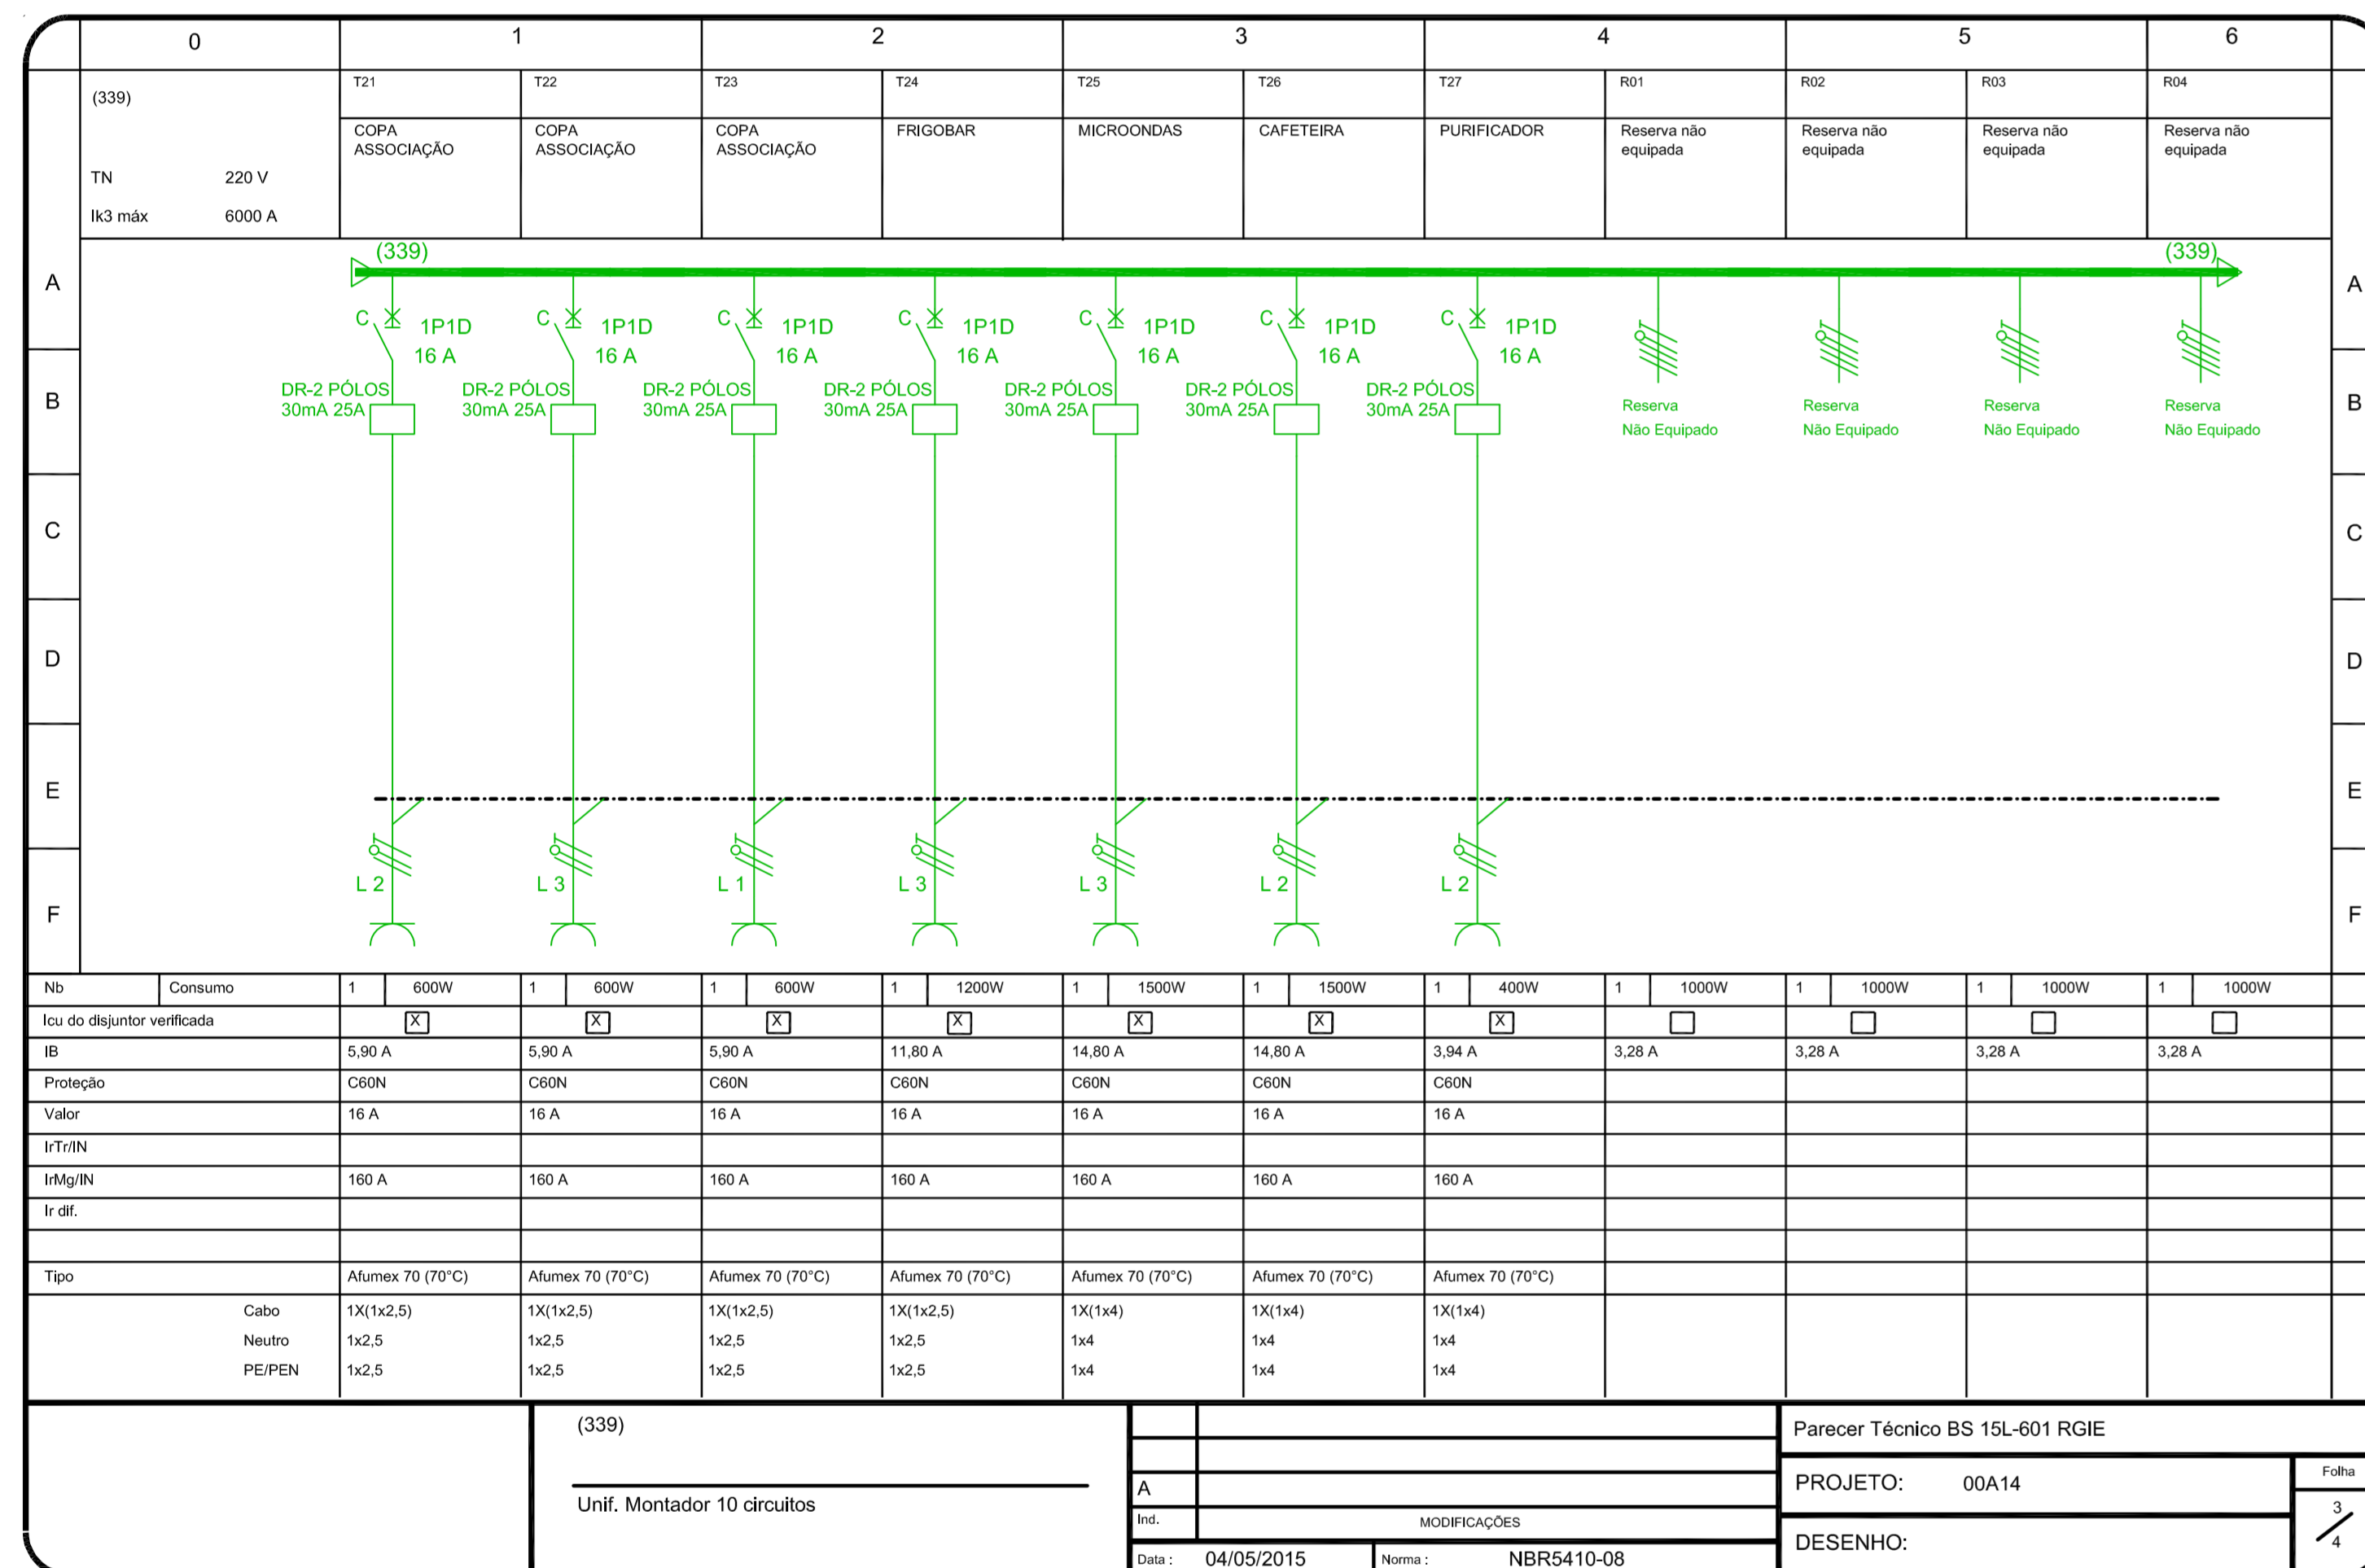 0 1 2 3 4 5 6
(339) T21 T22 T23 T24 T25 T26 T27 R01 R02 R03 R04
COPA COPA COPA FRIGOBAR MICROONDAS CAFETEIRA PURIFICADOR Reserva não Reserva não Reserva não Reserva não
ASSOCIAÇÃO ASSOCIAÇÃO ASSOCIAÇÃO equipada equipada equipada equipada
TN 220 V
Ik3 máx 6000 A
(339) (339)
A A
C C C C C C C
1P1D 1P1D 1P1D 1P1D 1P1D 1P1D 1P1D
16 A 16 A 16 A 16 A 16 A 16 A 16 A
DR-2 PÓLOS DR-2 PÓLOS DR-2 PÓLOS DR-2 PÓLOS DR-2 PÓLOS DR-2 PÓLOS DR-2 PÓLOS
B 30mA 25A 30mA 25A 30mA 25A 30mA 25A 30mA 25A 30mA 25A 30mA 25A Reserva Reserva Reserva Reserva B
Não Equipado Não Equipado Não Equipado Não Equipado
C C
D D
E E
L 2 L 3 L 1 L 3 L 3 L 2 L 2
F F
Nb Consumo 1 600W 1 600W 1 600W 1 1200W 1 1500W 1 1500W 1 400W 1 1000W 1 1000W 1 1000W 1 1000W
Icu do disjuntor verificada X X X X X X X
IB 5,90 A 5,90 A 5,90 A 11,80 A 14,80 A 14,80 A 3,94 A 3,28 A 3,28 A 3,28 A 3,28 A
Proteção C60N C60N C60N C60N C60N C60N C60N
Valor 16 A 16 A 16 A 16 A 16 A 16 A 16 A
IrTr/IN
IrMg/IN 160 A 160 A 160 A 160 A 160 A 160 A 160 A
Ir dif.
Tipo Afumex 70 (70°C) Afumex 70 (70°C) Afumex 70 (70°C) Afumex 70 (70°C) Afumex 70 (70°C) Afumex 70 (70°C) Afumex 70 (70°C)
Cabo 1X(1x2,5) 1X(1x2,5) 1X(1x2,5) 1X(1x2,5) 1X(1x4) 1X(1x4) 1X(1x4)
Neutro 1x2,5 1x2,5 1x2,5 1x2,5 1x4 1x4 1x4
PE/PEN 1x2,5 1x2,5 1x2,5 1x2,5 1x4 1x4 1x4
(339)
Unif. Montador 10 circuitos
A
Ind. MODIFICAÇÕES
Data : 04/05/2015 Norma : NBR5410-08
Parecer Técnico BS 15L-601 RGIE
PROJETO: 00A14
DESENHO:
Folha
3
4